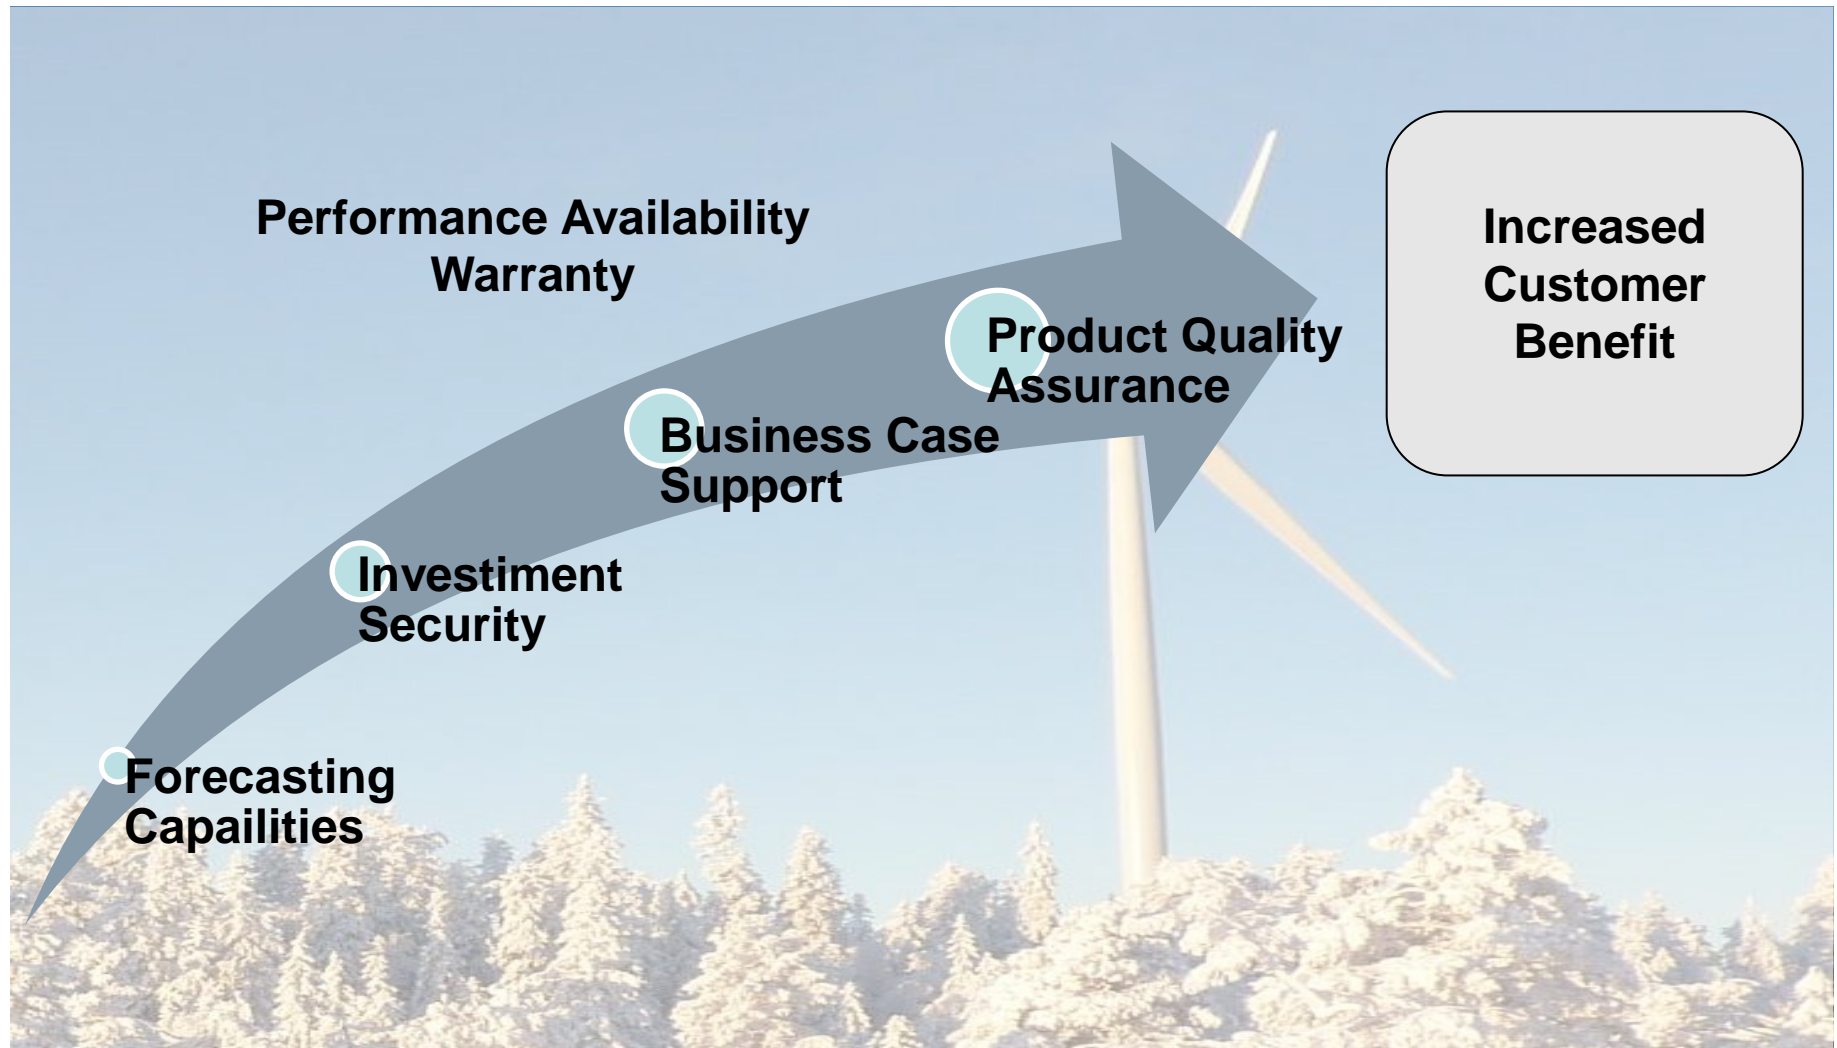 Performance Availability
Warranty
Increased
Customer
Benefit
Product Quality
Assurance
Business Case
Support
Investiment
Security
Forecasting
Capailities